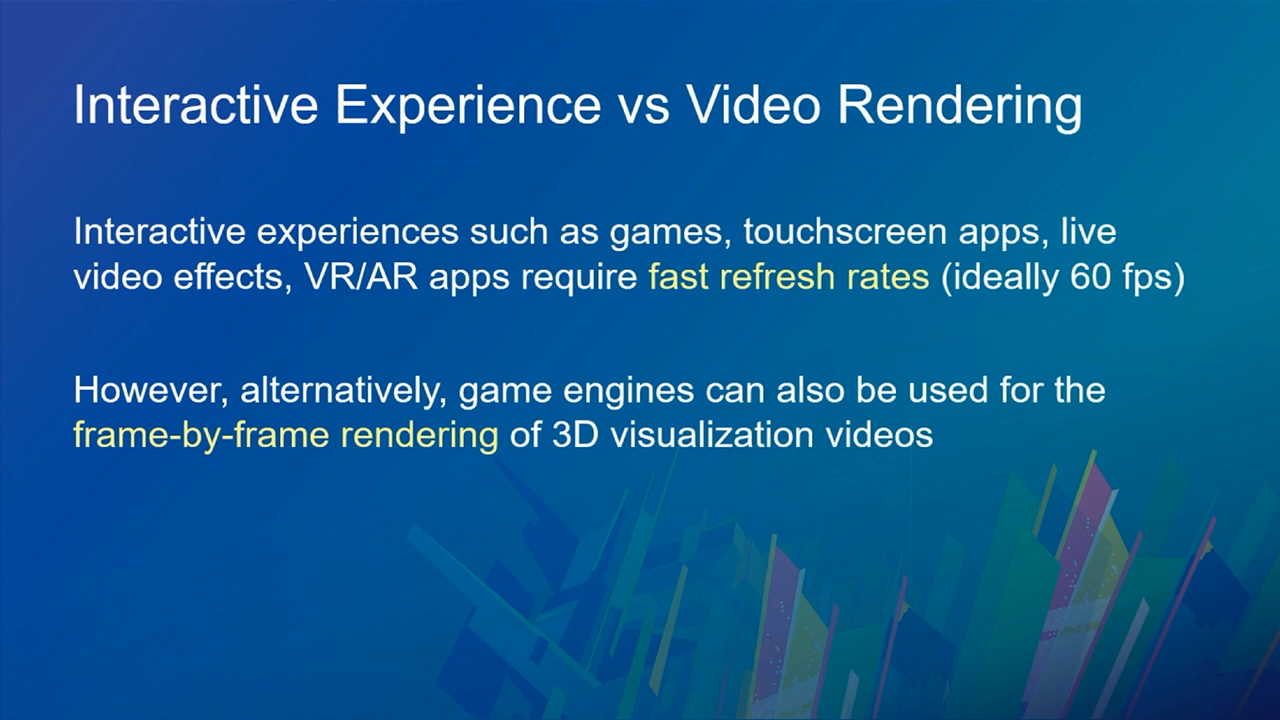 Interactive Experience vs Video Rendering
Interactive experiences such as games, touchscreen apps, live
video effects, VR/AR apps require fast refresh rates (ideally 60 fps)
However, alternatively, game engines can also be used for the
frame-by-frame rendering of 3D visualization videos